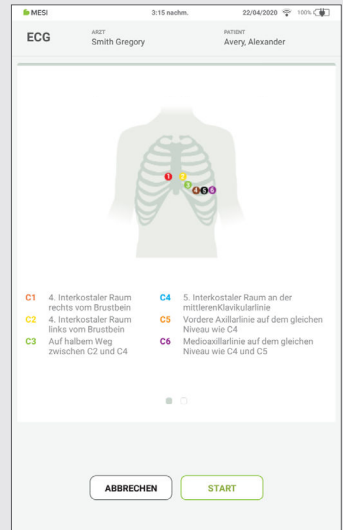 MESI 3:15 nachm. 22/04/2020 100%
ECG
ARZT
Smith Gregory
PATIENT
Avery, Alexander
1 2 3 4 5 6
C1 4. Interkostaler Raum
rechts vom Brustbein
C2 4. Interkostaler Raum
links vom Brustbein
C3 Auf halbem Weg
zwischen C2 und C4
C4 5. Interkostaler Raum an der
mittlerenKlavikularlinie
C5 Vordere Axillarlinie auf dem gleichen
Niveau wie C4
C6 Medioaxillarlinie auf dem gleichen
Niveau wie C4 und C5
ABBRECHEN START